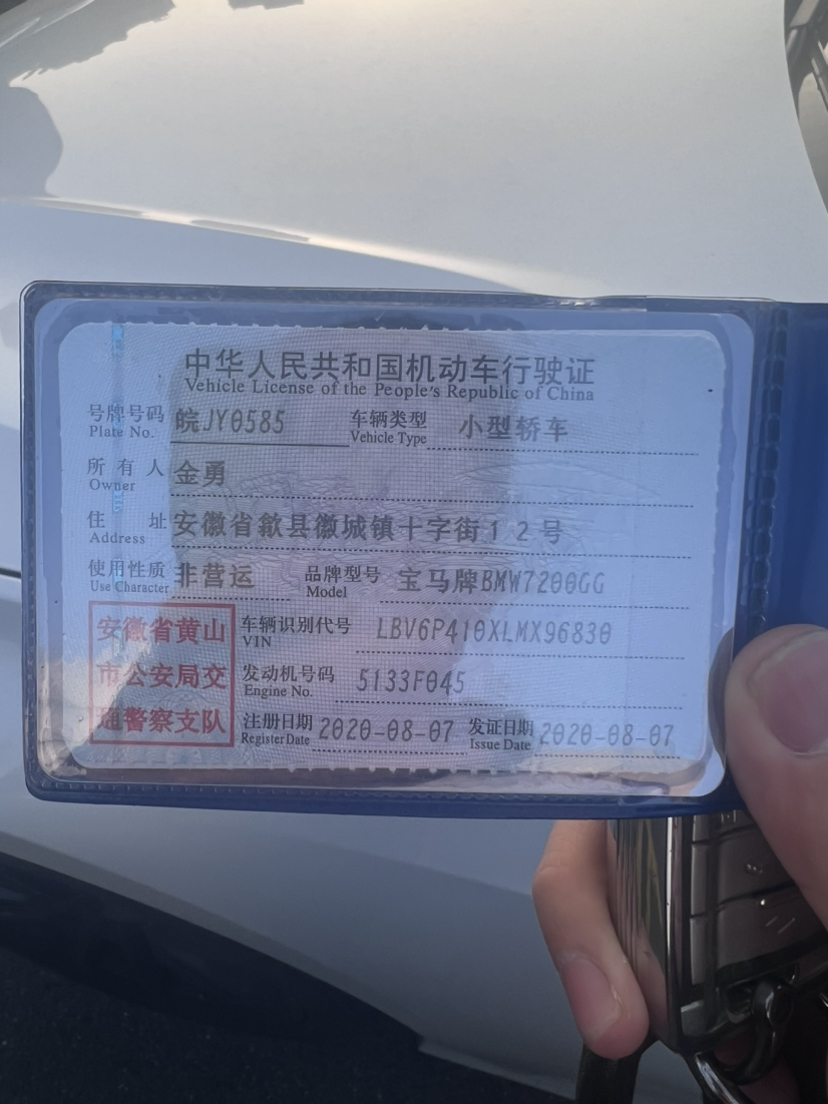 中华人民共和国机动车行驶证
Vehicle License of the People's Republic of China
号牌号码 皖JY0585 车辆类型 小型轿车
Plate No. Vehicle Type
所有人 金勇
Owner
住址 安徽省歙县徽城镇十字街12号
Address
使用性质 非营运 品牌型号 宝马牌BMW7200GG
Use Character Model
安徽省黄山 车辆识别代号 LBV6P410XLMX96830
VIN
市公安局交 发动机号码 5133F045
Engine No.
通警察支队 注册日期 2020-08-07 发证日期 2020-08-07
Register Date Issue Date